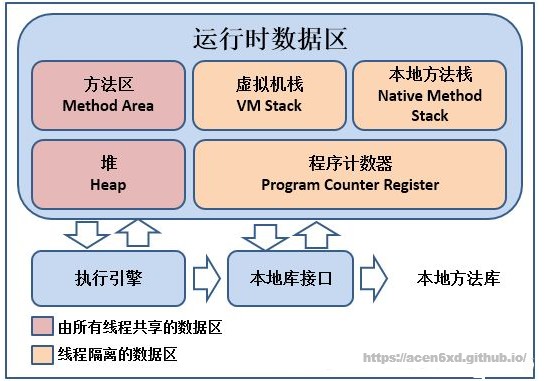 运行时数据区
方法区
Method Area
虚拟机栈
VM Stack
本地方法栈
Native Method
Stack
堆
Heap
程序计数器
Program Counter Register
执行引擎
本地库接口
本地方法库
由所有线程共享的数据区
线程隔离的数据区
https://acen6xd.github.io/